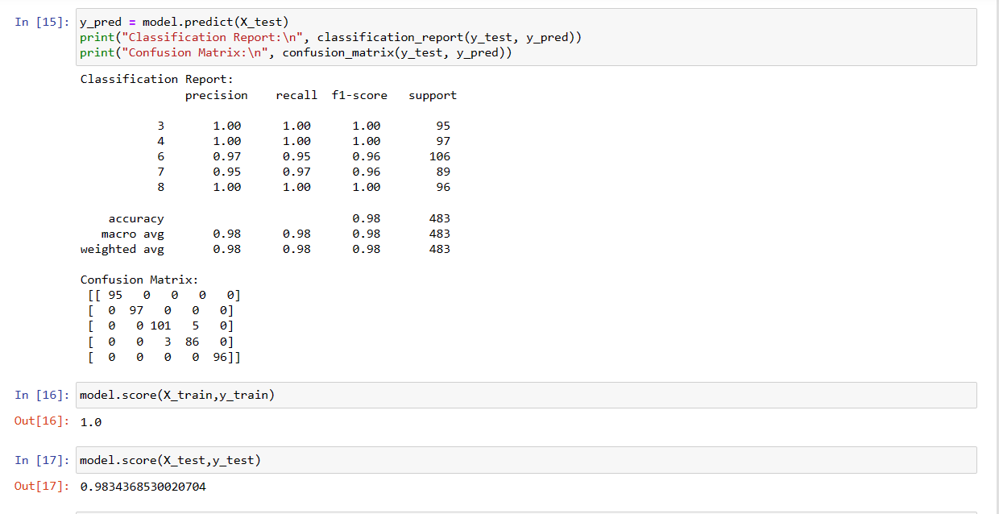 In [15]: y_pred = model.predict(X_test)
print("Classification Report:\n", classification_report(y_test, y_pred))
print("Confusion Matrix:\n", confusion_matrix(y_test, y_pred))
Classification Report:
               precision    recall  f1-score   support

           3       1.00      1.00      1.00        95
           4       1.00      1.00      1.00        97
           6       0.97      0.95      0.96       106
           7       0.95      0.97      0.96        89
           8       1.00      1.00      1.00        96

    accuracy                           0.98       483
   macro avg       0.98      0.98      0.98       483
weighted avg       0.98      0.98      0.98       483

Confusion Matrix:
 [[ 95   0   0   0   0]
 [  0  97   0   0   0]
 [  0   0 101   5   0]
 [  0   0   3  86   0]
 [  0   0   0   0  96]]
In [16]: model.score(X_train,y_train)
Out[16]: 1.0
In [17]: model.score(X_test,y_test)
Out[17]: 0.9834368530020704